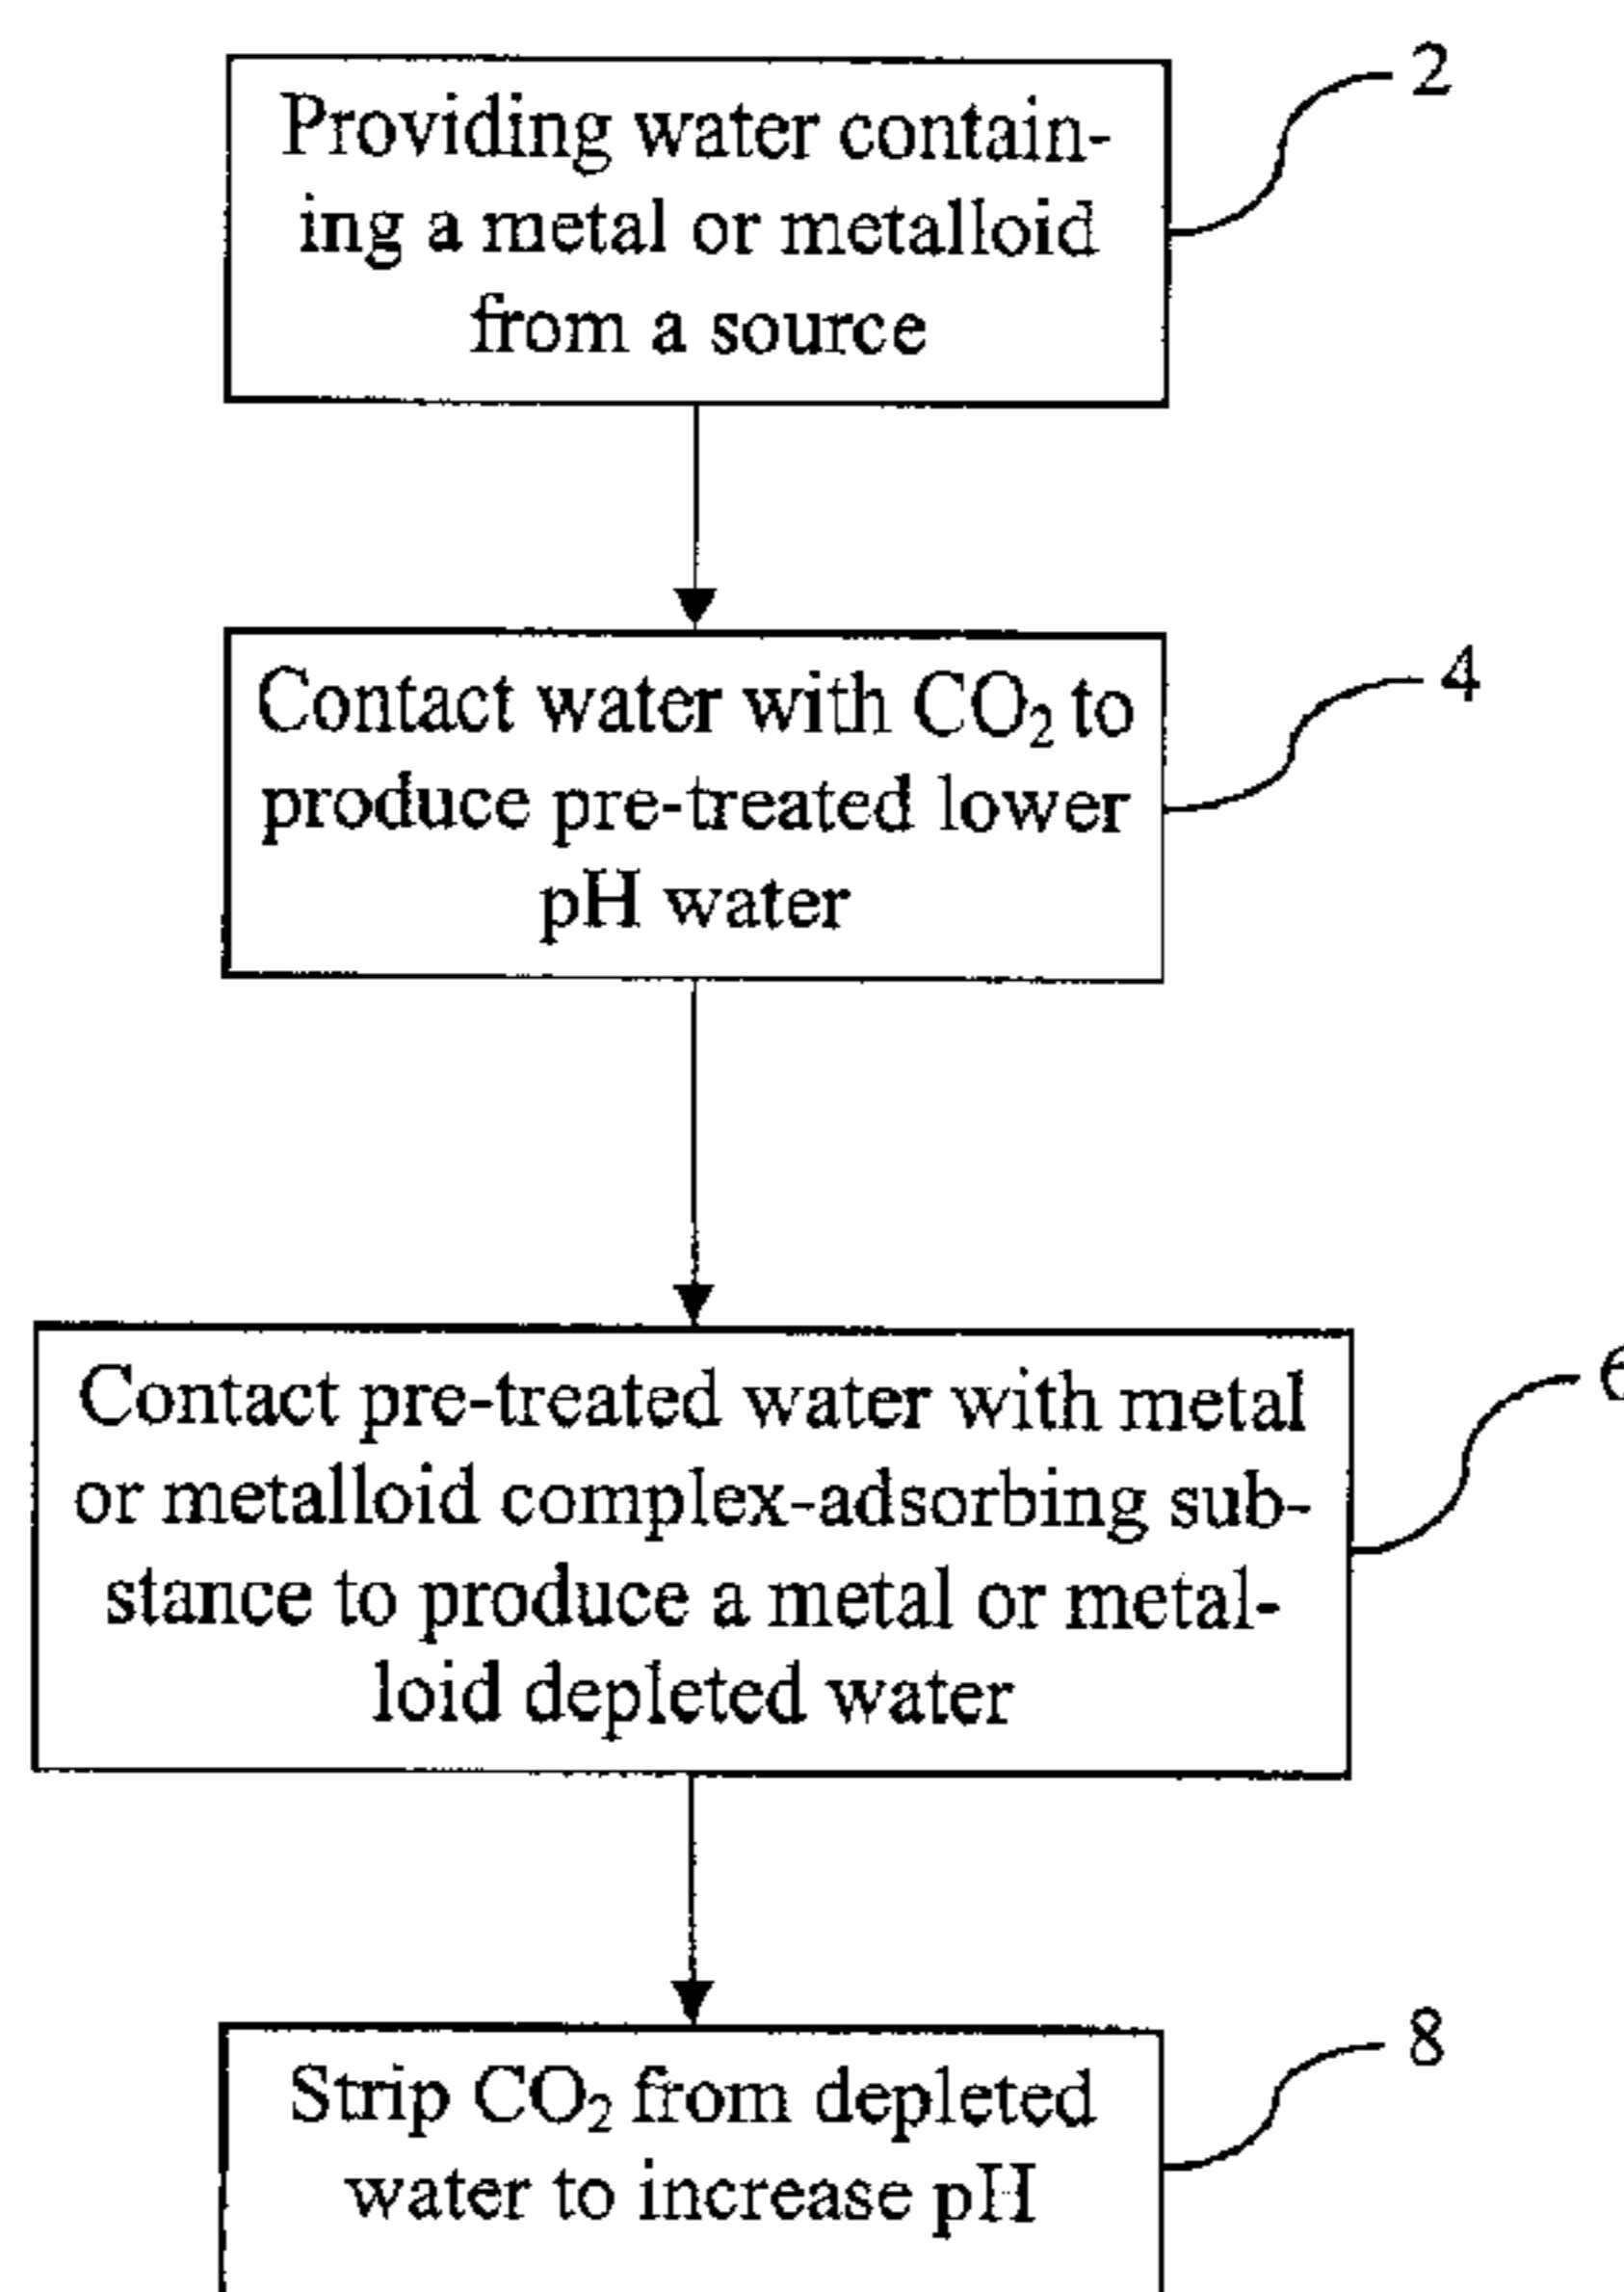 Providing water contain-
ing a metal or metalloid
from a source
2
Contact water with CO₂ to
produce pre-treated lower
pH water
4
Contact pre-treated water with metal
or metalloid complex-adsorbing sub-
stance to produce a metal or metal-
loid depleted water
6
Strip CO₂ from depleted
water to increase pH
8